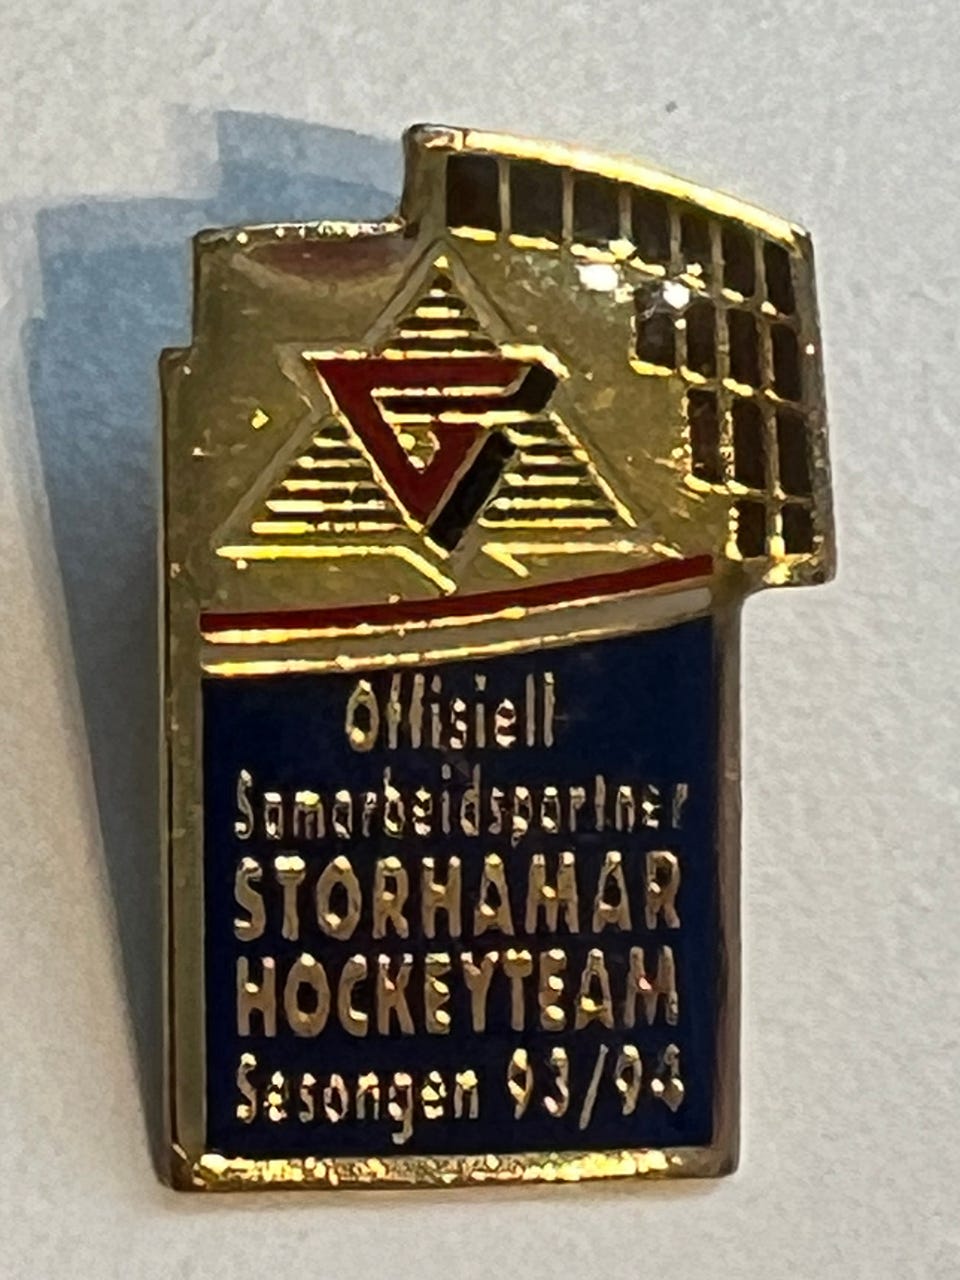 Offisiell
Samarbeidspartner
STORHAMAR
HOCKEYTEAM
Sesongen 93/94